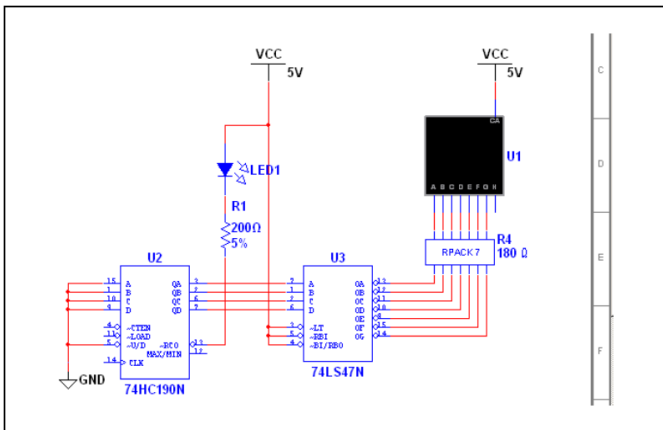 VCC
5V
VCC
5V
C
CA
LED1
U1
D
A B C D E F G H
R1
200Ω
5%
R4
180 Ω
RPACK7
E
U2
U3
15 A QA 3
1 B QB 2
10 C QC 6
9 D QD 7
4 ~CTEN
11 ~LOAD
5 ~U/D ~RCO 13
MAX/MIN 12
14 CLK
74HC190N
7 A OA 13
1 B OB 12
2 C OC 11
6 D OD 10
OE 9
3 ~LT OF 15
5 ~RBI OG 14
4 ~BI/RBO
74LS47N
F
GND